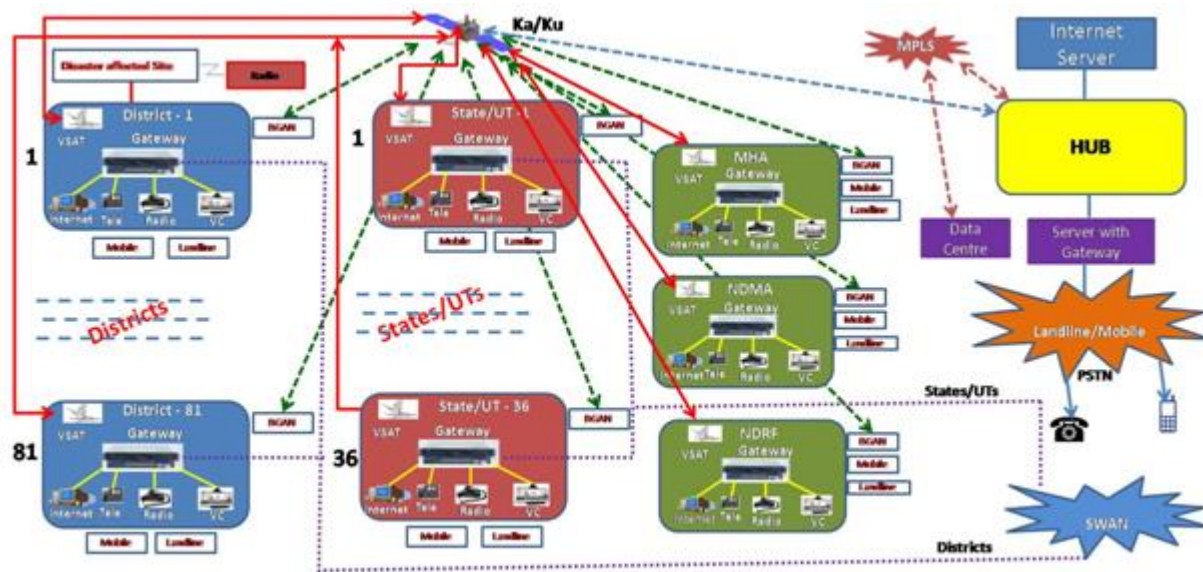 Ka/Ku
MPLS
Internet
Server
Disaster affected Site
Radio
HUB
Data
Centre
Server with
Gateway
Landline/Mobile
PSTN
SWAN
States/UTs
Districts
1
District - 1
VSAT
Gateway
Internet
Tele
Radio
VC
BGAN
Mobile
Landline
Districts
81
District - 81
VSAT
Gateway
Internet
Tele
Radio
VC
BGAN
Mobile
Landline
1
State/UT - 1
VSAT
Gateway
Internet
Tele
Radio
VC
BGAN
Mobile
Landline
States/UTs
36
State/UT - 36
VSAT
Gateway
Internet
Tele
Radio
VC
BGAN
Mobile
Landline
MHA
VSAT
Gateway
Internet
Tele
Radio
VC
BGAN
Mobile
Landline
NDMA
VSAT
Gateway
Internet
Tele
Radio
VC
BGAN
Mobile
Landline
NDRF
VSAT
Gateway
Internet
Tele
Radio
VC
BGAN
Mobile
Landline